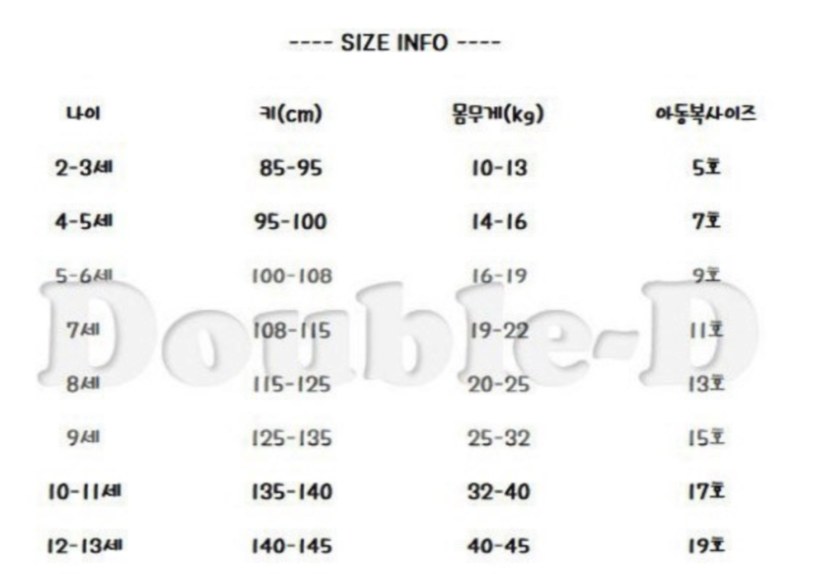 ---- SIZE INFO ----
나이 키(cm) 몸무게(kg) 아동복사이즈
2-3세 85-95 10-13 5호
4-5세 95-100 14-16 7호
5-6세 100-108 16-19 9호
Double-D
7세 108-115 19-22 11호
8세 115-125 20-25 13호
9세 125-135 25-32 15호
10-11세 135-140 32-40 17호
12-13세 140-145 40-45 19호